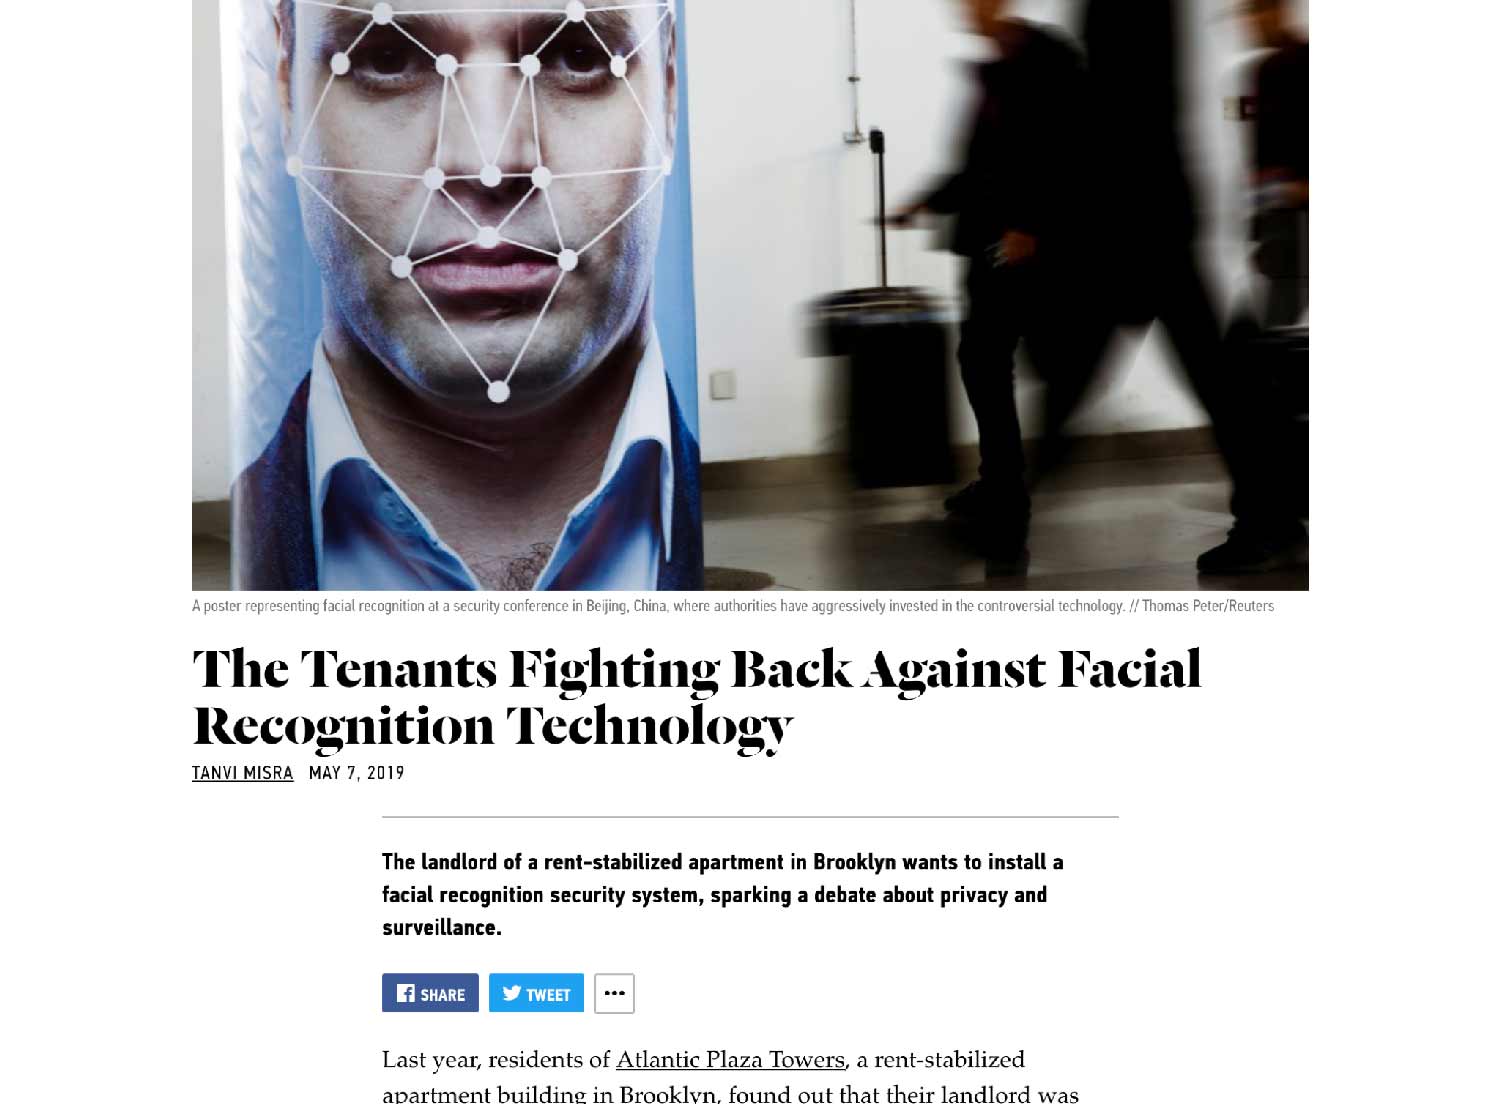 A poster representing facial recognition at a security conference in Beijing, China, where authorities have aggressively invested in the controversial technology. // Thomas Peter/Reuters
The Tenants Fighting Back Against Facial
Recognition Technology
TANVI MISRA MAY 7, 2019
The landlord of a rent-stabilized apartment in Brooklyn wants to install a
facial recognition security system, sparking a debate about privacy and
surveillance.
SHARE TWEET
Last year, residents of Atlantic Plaza Towers, a rent-stabilized
apartment building in Brooklyn, found out that their landlord was